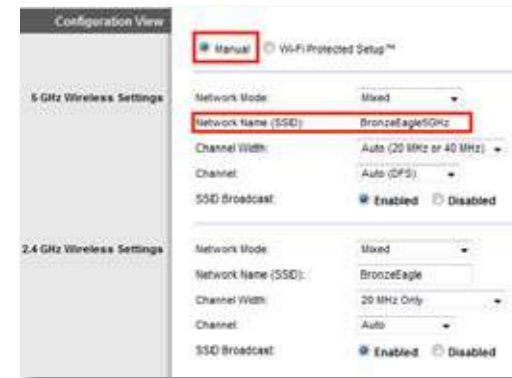 Configuration View
Manual Wi-Fi Protected Setup™
5 GHz Wireless Settings
Network Mode: Mixed
Network Name (SSID): BronzeEagle5GHz
Channel Width: Auto (20 MHz or 40 MHz)
Channel: Auto (DFS)
SSID Broadcast: Enabled Disabled
2.4 GHz Wireless Settings
Network Mode: Mixed
Network Name (SSID): BronzeEagle
Channel Width: 20 MHz Only
Channel: Auto
SSID Broadcast: Enabled Disabled